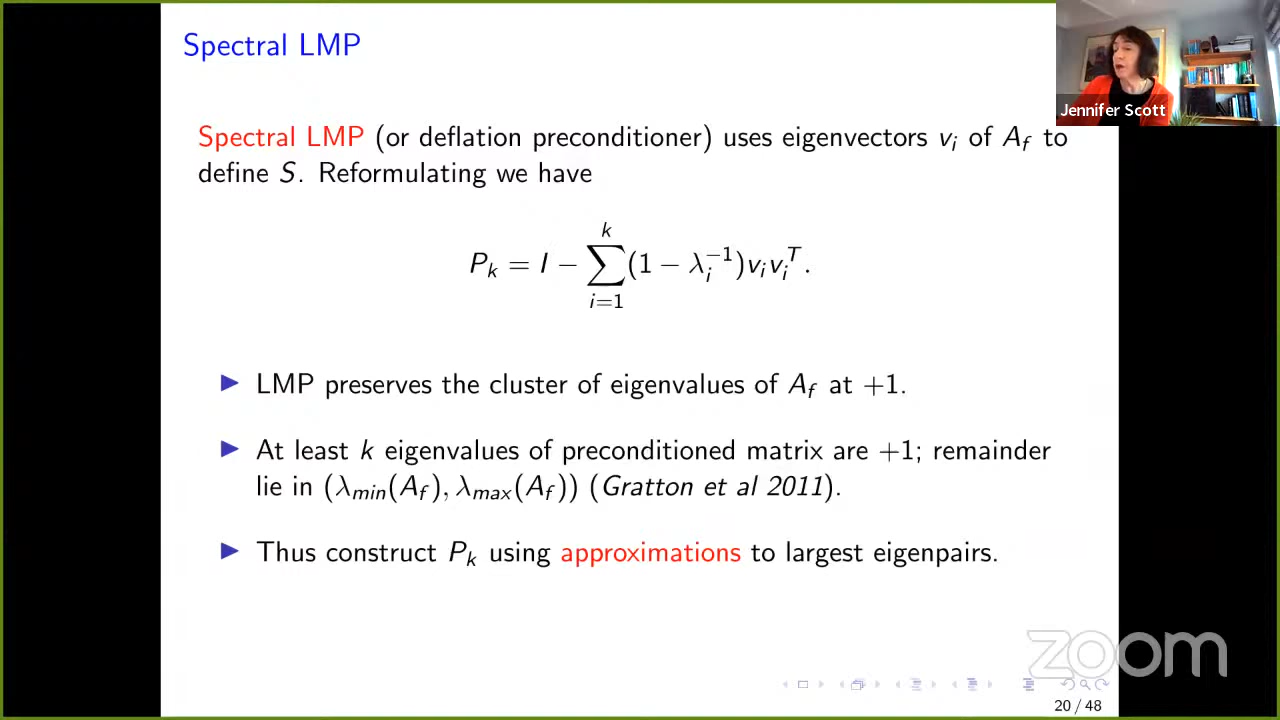 Spectral LMP
Jennifer Scott
Spectral LMP (or deflation preconditioner) uses eigenvectors vᵢ of A_f to
define S. Reformulating we have
P_k = I − ∑_{i=1}^{k} (1 − λ_i^{−1}) v_i v_i^T.
▶ LMP preserves the cluster of eigenvalues of A_f at +1.
▶ At least k eigenvalues of preconditioned matrix are +1; remainder
lie in (λ_min(A_f), λ_max(A_f)) (Gratton et al 2011).
▶ Thus construct P_k using approximations to largest eigenpairs.
zoom
20 / 48